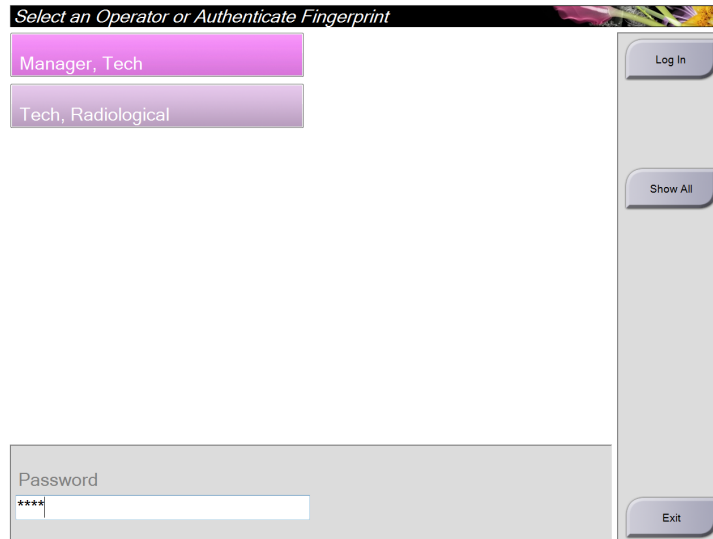 Select an Operator or Authenticate Fingerprint
Manager, Tech
Log In
Tech, Radiological
Show All
Password
****
Exit